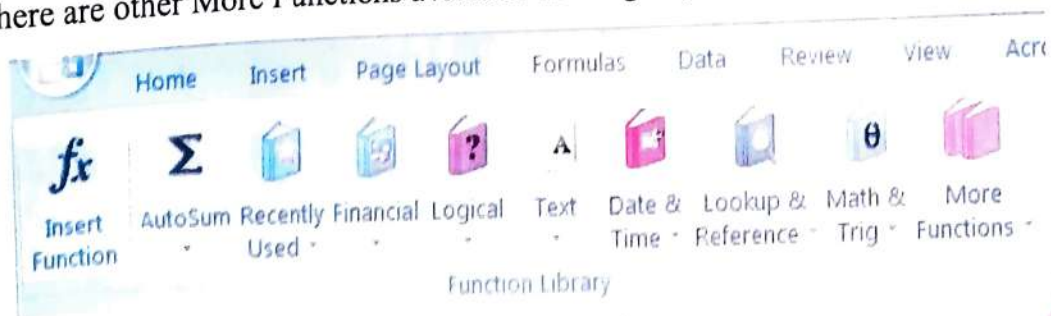 here are other More Functions
Home Insert Page Layout Formulas Data Review View Acr
fx Σ ? A θ
Insert Function AutoSum Recently Used Financial Logical Text Date & Time Lookup & Reference Math & Trig More Functions
Function Library